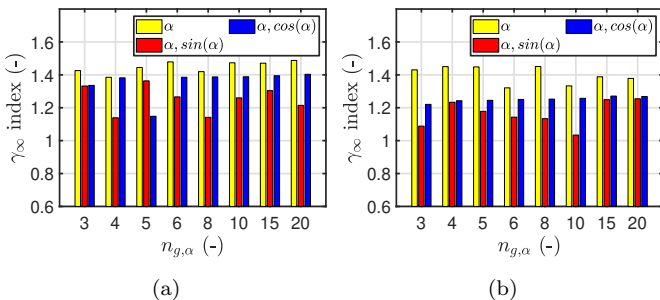 α
α, cos(α)
α, sin(α)
1.6
1.4
1.2
1
0.8
0.6
γ∞ index (-)
3 4 5 6 8 10 15 20
n_{g,α} (-)
(a)
α
α, cos(α)
α, sin(α)
1.6
1.4
1.2
1
0.8
0.6
γ∞ index (-)
3 4 5 6 8 10 15 20
n_{g,α} (-)
(b)